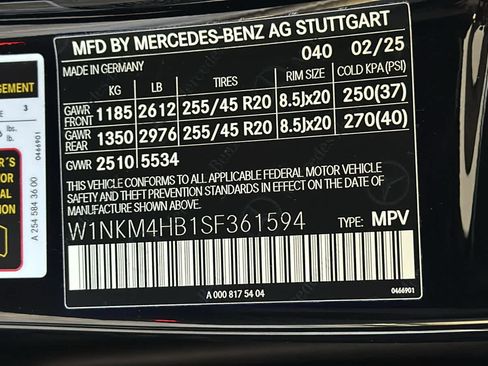 MFD BY MERCEDES-BENZ AG STUTTGART
040 02/25
MADE IN GERMANY
LB TIRES RIM SIZE COLD KPA (PSI)
GAWR FRONT 1185 2612 255/45 R20 8.5Jx20 250(37)
GAWR REAR 1350 2976 255/45 R20 8.5Jx20 270(40)
GVWR 2510 5534
THIS VEHICLE CONFORMS TO ALL APPLICABLE FEDERAL MOTOR VEHICLE
SAFETY AND THEFT PREVENTION STANDARDS IN EFFECT ON THE DATE
OF MANUFACTURE SHOWN ABOVE.
W1NKM4HB1SF361594 TYPE: MPV
A 000 817 54 04
0466901
AGEMENT
3
lbs.
lb.
0466901
R´S
A 254 584 36 00